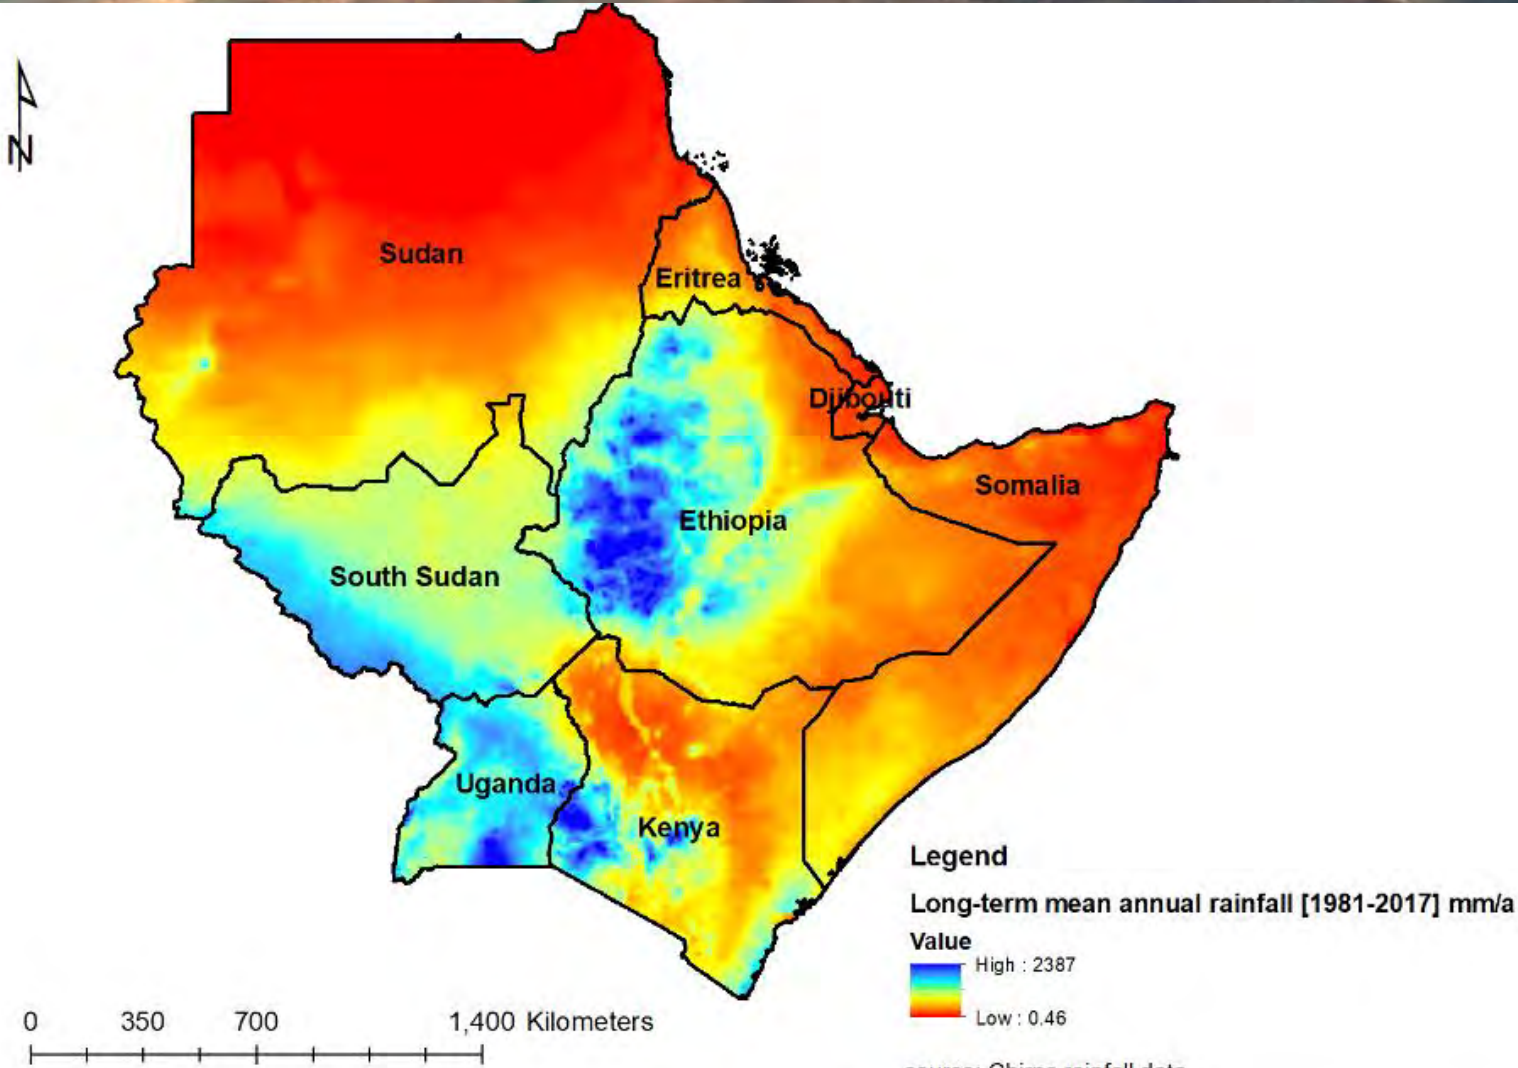 N
Sudan
Eritrea
Djibouti
Somalia
Ethiopia
South Sudan
Uganda
Kenya
Legend
Long-term mean annual rainfall [1981-2017] mm/a
Value
High : 2387
Low : 0.46
0 350 700 1,400 Kilometers